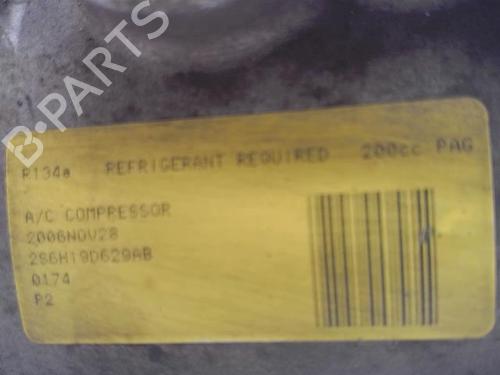 B-PARTS
R134a REFRIGERANT REQUIRED 200cc PAG
A/C COMPRESSOR
2006NOV28
2S6H19D629AB
0174
P2